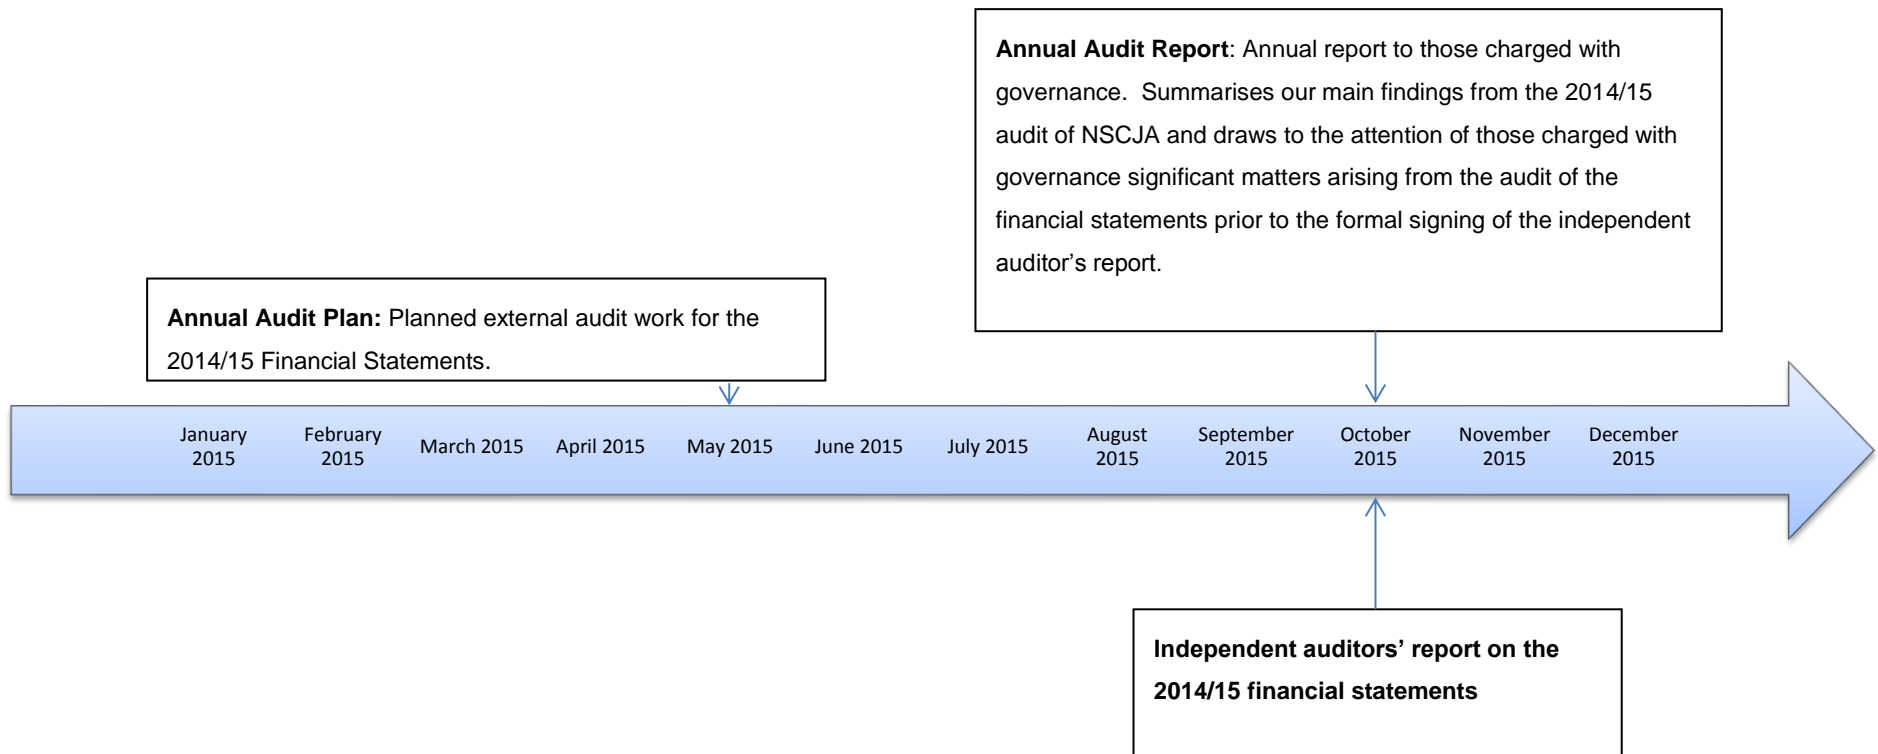 Annual Audit Report: Annual report to those charged with
governance.  Summarises our main findings from the 2014/15
audit of NSCJA and draws to the attention of those charged with
governance significant matters arising from the audit of the
financial statements prior to the formal signing of the independent
auditor’s report.
Annual Audit Plan: Planned external audit work for the
2014/15 Financial Statements.
January
2015
February
2015
March 2015
April 2015
May 2015
June 2015
July 2015
August
2015
September
2015
October
2015
November
2015
December
2015
Independent auditors’ report on the
2014/15 financial statements